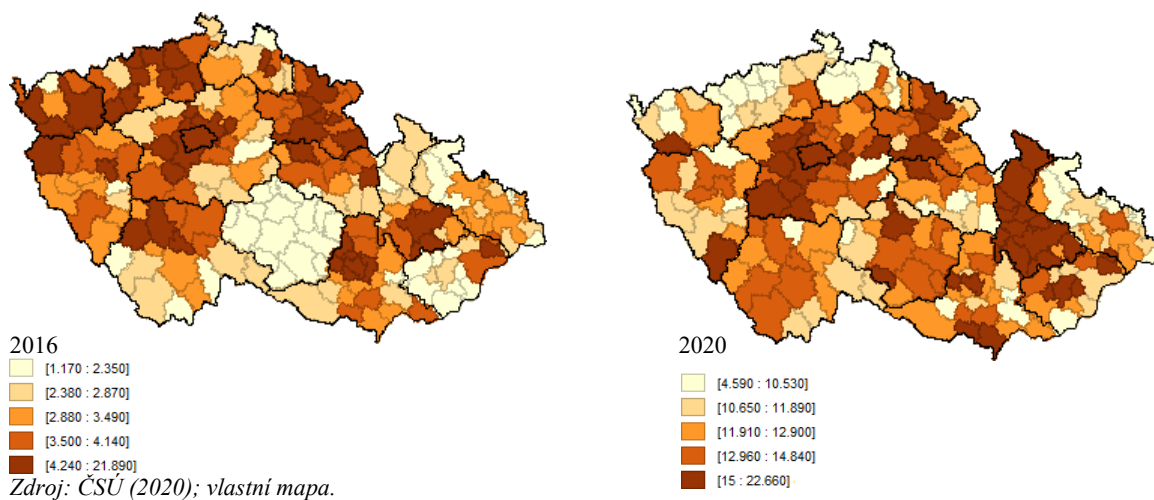 2016
[1.170 : 2.350]
[2.380 : 2.870]
[2.880 : 3.490]
[3.500 : 4.140]
[4.240 : 21.890]
2020
[4.590 : 10.530]
[10.650 : 11.890]
[11.910 : 12.900]
[12.960 : 14.840]
[15 : 22.660]
Zdroj: ČSÚ (2020); vlastní mapa.